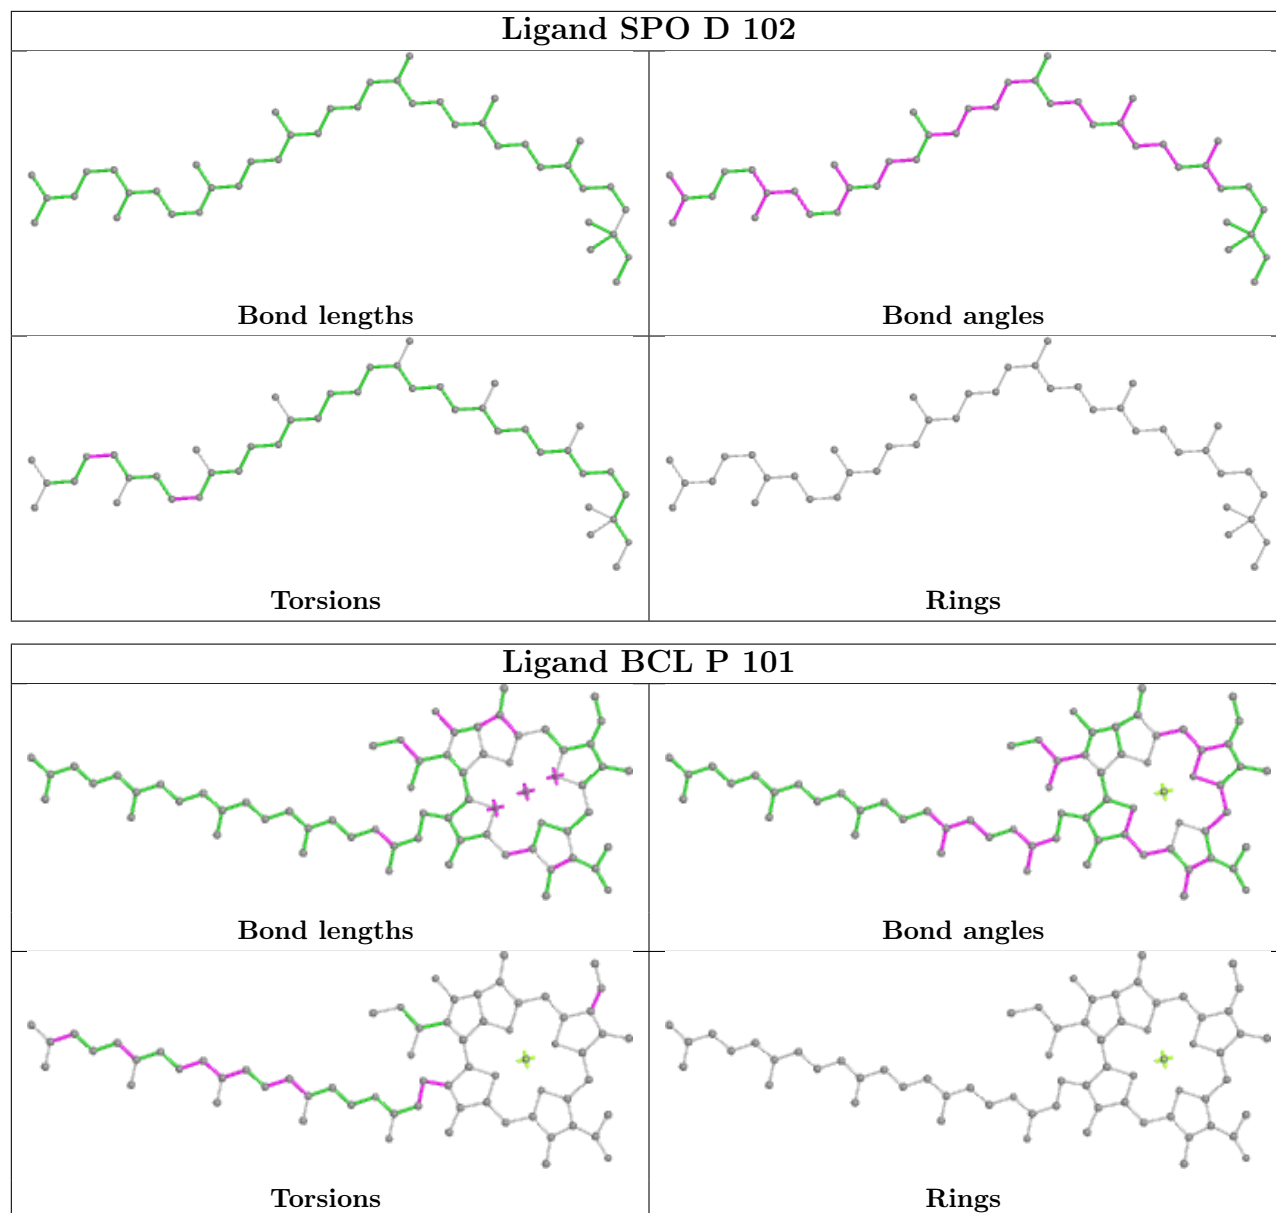 Ligand SPO D 102
Bond lengths
Bond angles
Torsions
Rings
Ligand BCL P 101
Bond lengths
Bond angles
Torsions
Rings